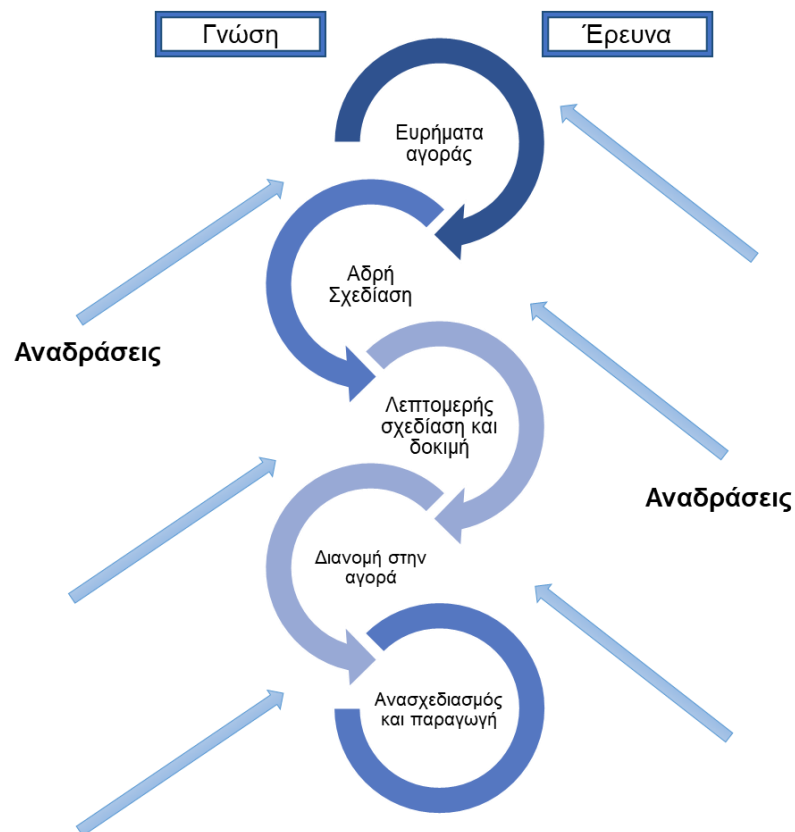 Γνώση
Έρευνα
Ευρήματα
αγοράς
Αδρή
Σχεδίαση
Αναδράσεις
Λεπτομερής
σχεδίαση και
δοκιμή
Αναδράσεις
Διανομή στην
αγορά
Ανασχεδιασμός
και παραγωγή